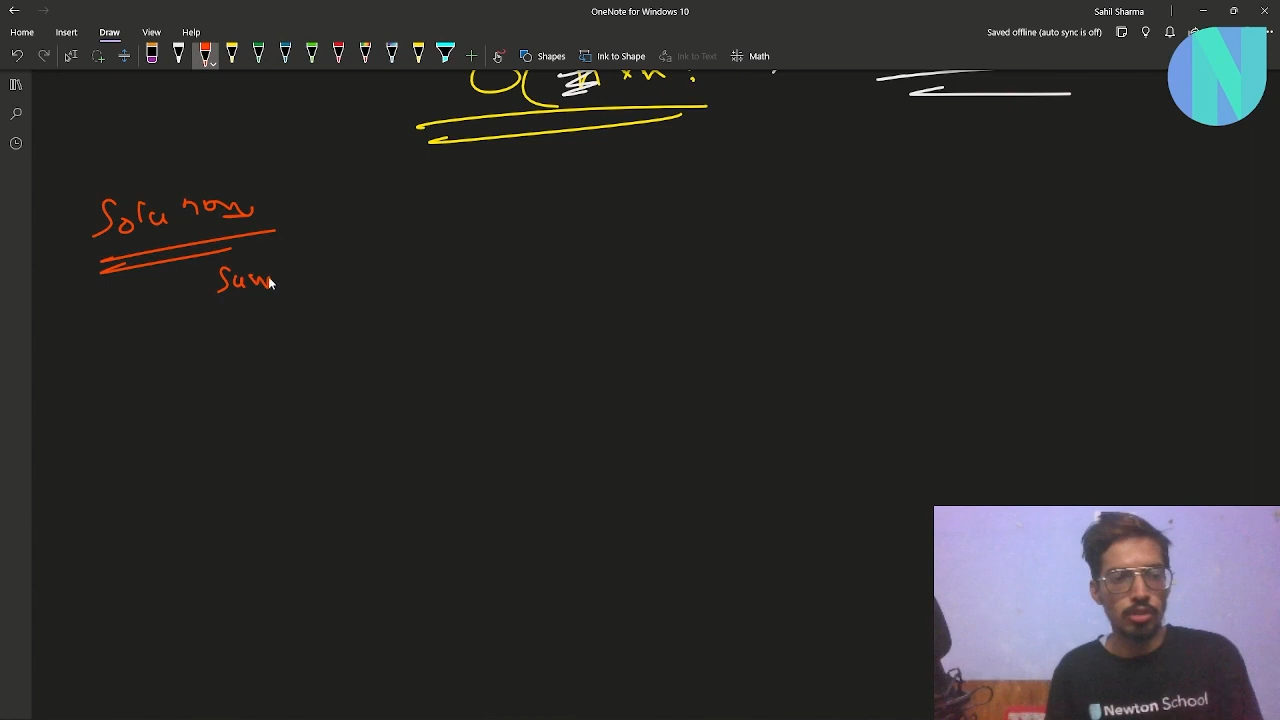 OneNote for Windows 10
Sahil Sharma
Home Insert Draw View Help
Saved offline (auto sync is off)
Shapes Ink to Shape Ink to Text Math
Solution
Sum
Newton School